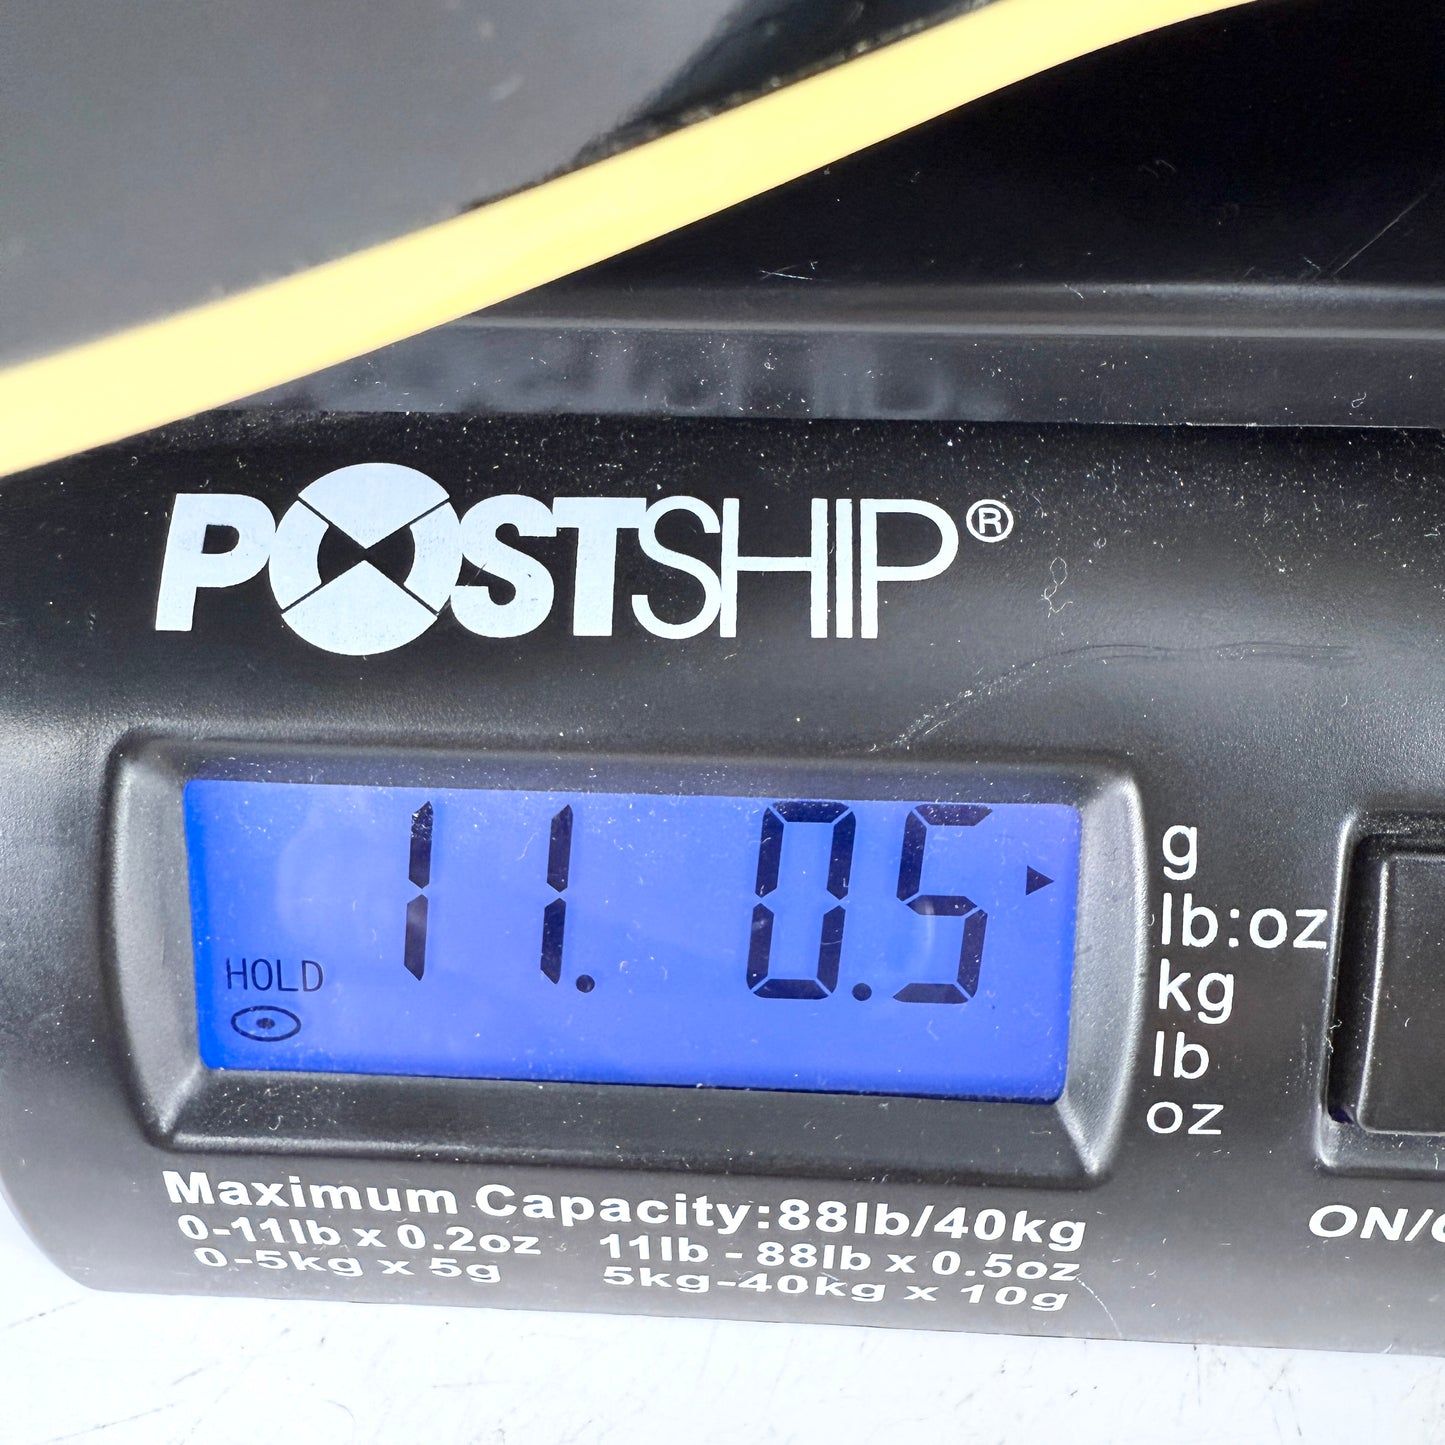 POSTSHIP®
11. 0.5
HOLD
g
lb:oz
kg
lb
oz
Maximum Capacity:88lb/40kg
0-11lb x 0.2oz 11lb - 88lb x 0.5oz
0-5kg x 5g 5kg-40kg x 10g